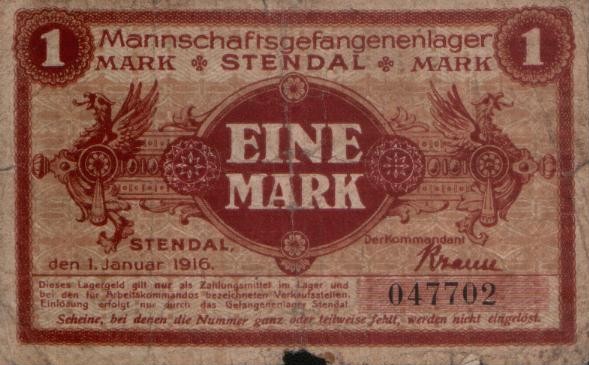 1 Mannschaftsgefangenenlager 1
MARK STENDAL MARK
EINE
MARK
STENDAL,
den 1. Januar 1916.
Der Kommandant
Krause
Dieses Lagergeld gilt nur als Zahlungsmittel im Lager und
bei den für Arbeitskommandos bezeichneten Verkaufsstellen.
Einlösung erfolgt nur durch das Gefangenenlager Stendal
047702
Scheine, bei denen die Nummer ganz oder teilweise fehlt, werden nicht eingelöst.